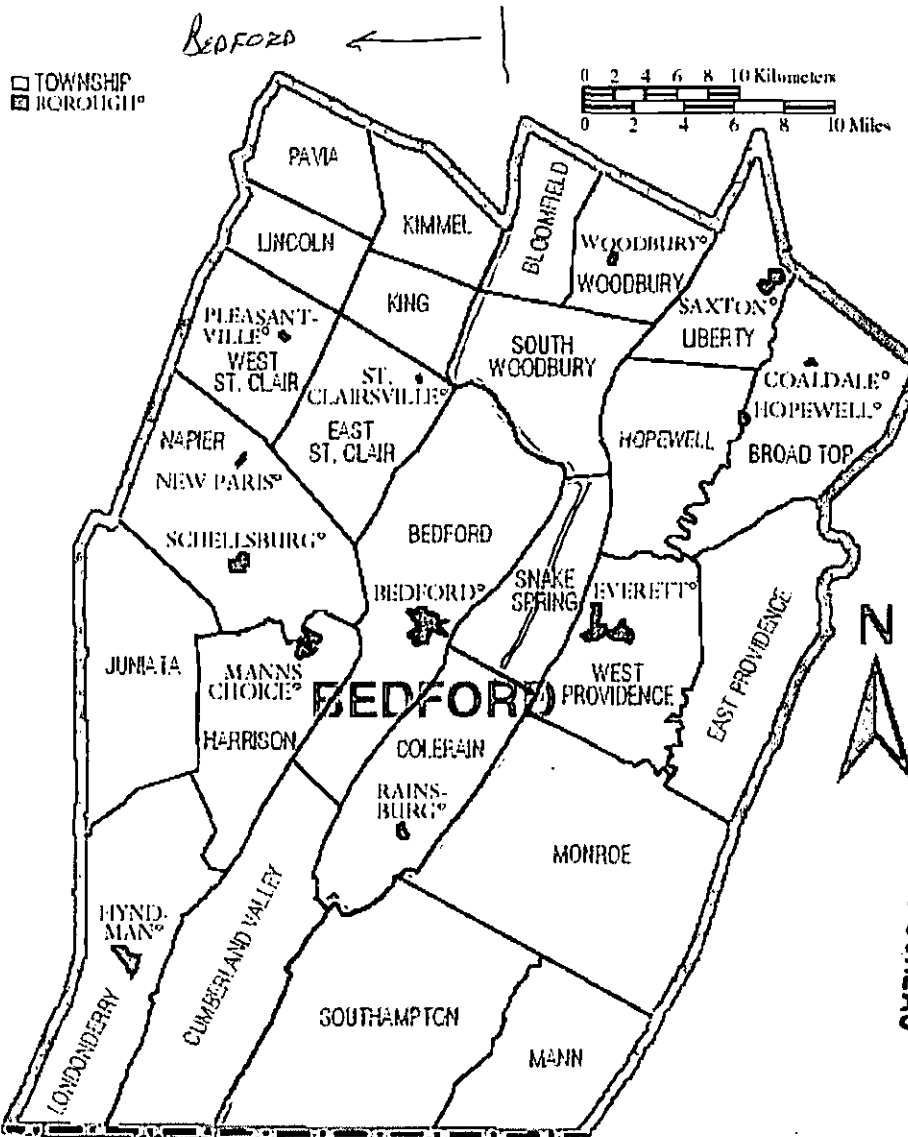 BEDFORD
TOWNSHIP
BOROUGH°
0 2 4 6 8 10 Kilometers
0 2 4 6 8 10 Miles
PAVIA
KIMMEL
BLOOMFIELD
LINCOLN
WOODBURY°
WOODBURY
KING
SAXTON°
LIBERTY
PLEASANT-
VILLE°
WEST
ST. CLAIR
SOUTH
WOODBURY
ST.
CLAIRSVILLE°
EAST
ST. CLAIR
COALDALE°
HOPEWELL°
BROAD TOP
HOPEWELL
NAPIER
NEW PARIS°
SCHELLSBURG°
BEDFORD
BEDFORD°
SNAKE
SPRING
EVERETT°
WEST
PROVIDENCE
EAST PROVIDENCE
N
JUNIATA
MANNS
CHOICE°
HARRISON
BEDFORD
COLERAIN
RAINS-
BURG°
MONROE
HYND-
MAN°
LONDONDERRY
CUMBERLAND VALLEY
SOUTHAMPTON
MANN